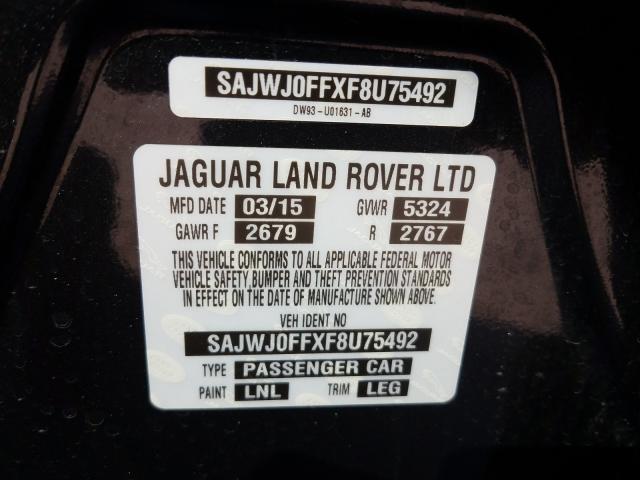 SAJWJ0FFXF8U75492
DW93-U01631-AB
JAGUAR LAND ROVER LTD
MFD DATE 03/15 GVWR 5324
GAWR F 2679 R 2767
THIS VEHICLE CONFORMS TO ALL APPLICABLE FEDERAL MOTOR
VEHICLE SAFETY, BUMPER AND THEFT PREVENTION STANDARDS
IN EFFECT ON THE DATE OF MANUFACTURE SHOWN ABOVE.
VEH IDENT NO
SAJWJ0FFXF8U75492
TYPE PASSENGER CAR
PAINT LNL TRIM LEG